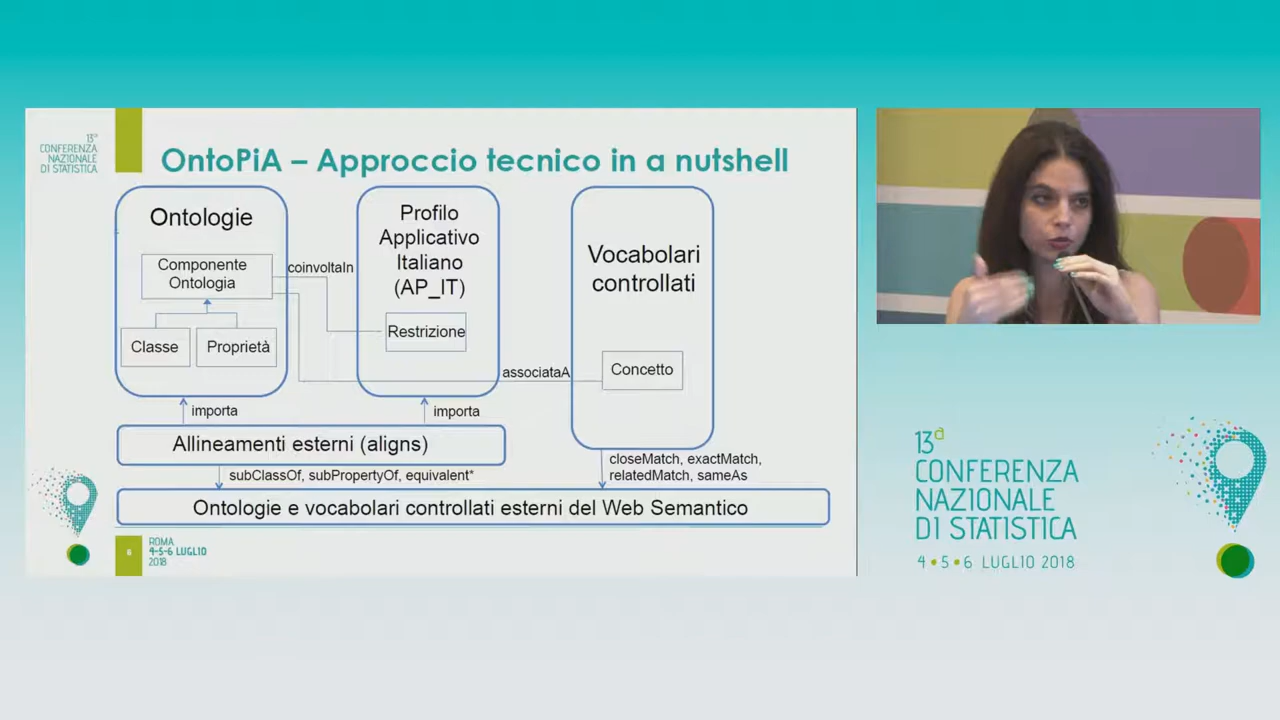 13ª
CONFERENZA
NAZIONALE
DI STATISTICA
OntoPiA – Approccio tecnico in a nutshell
Ontologie
Componente
Ontologia
Classe
Proprietà
coinvoltaIn
Profilo
Applicativo
Italiano
(AP_IT)
Restrizione
associataA
Vocabolari
controllati
Concetto
importa
importa
Allineamenti esterni (aligns)
subClassOf, subPropertyOf, equivalent*
closeMatch, exactMatch,
relatedMatch, sameAs
Ontologie e vocabolari controllati esterni del Web Semantico
6
ROMA
4-5-6 LUGLIO
2018
13ª
CONFERENZA
NAZIONALE
DI STATISTICA
4•5•6 LUGLIO 2018